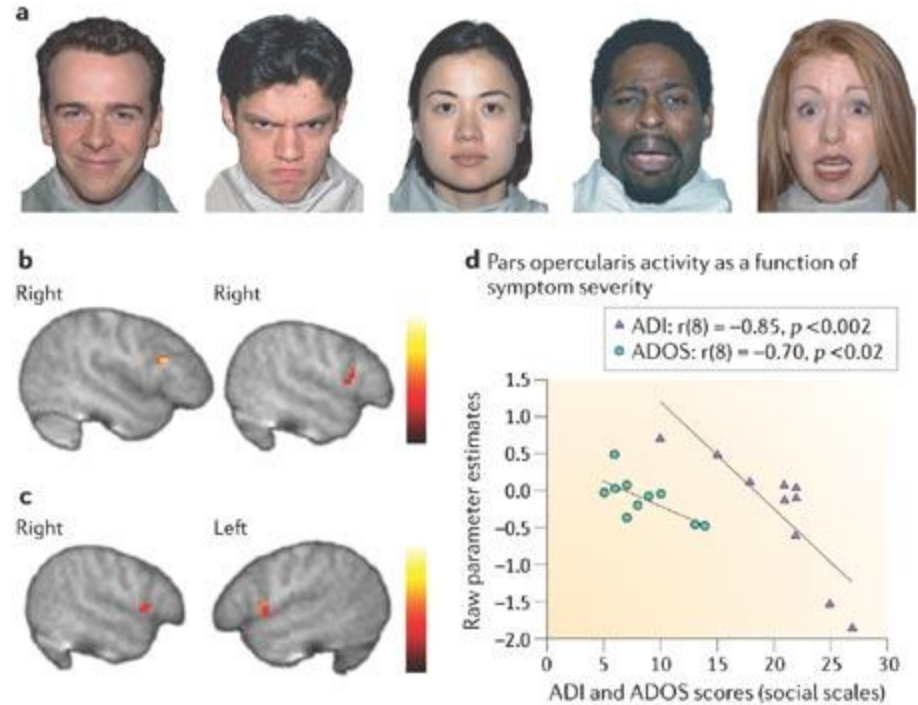 a
b
Right
Right
c
Right
Left
d Pars opercularis activity as a function of
symptom severity
ADI: r(8) = −0.85, p <0.002
ADOS: r(8) = −0.70, p <0.02
Raw parameter estimates
1.5
1.0
0.5
0.0
−0.5
−1.0
−1.5
−2.0
0 5 10 15 20 25 30
ADI and ADOS scores (social scales)